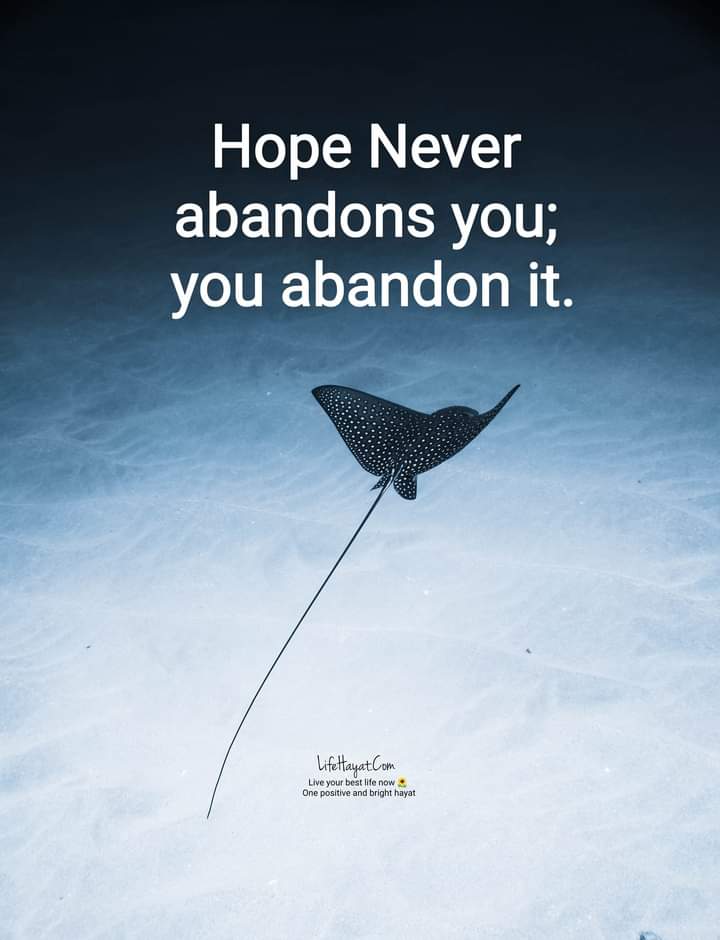 Hope Never
abandons you;
you abandon it.
LifeHayat.Com
Live your best life now 🌻
One positive and bright hayat